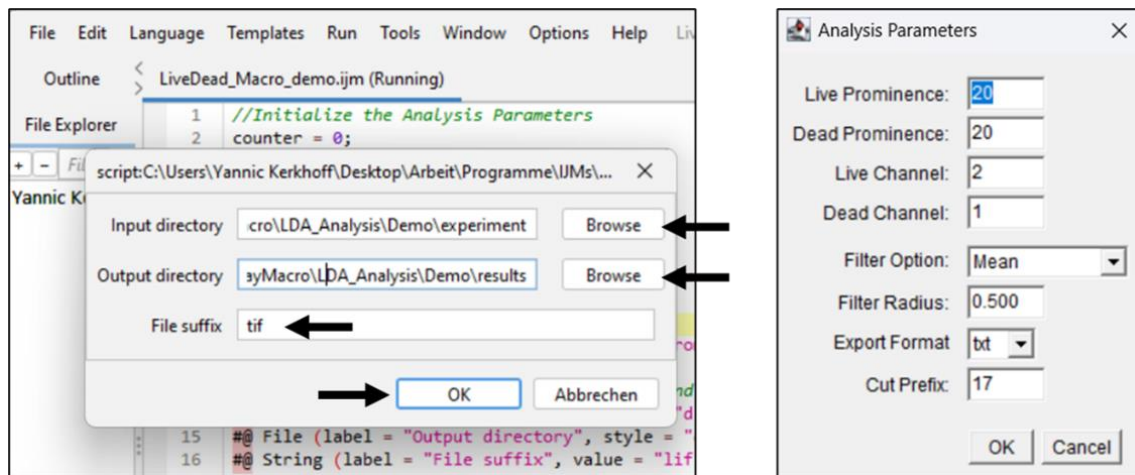 File Edit Language Templates Run Tools Window Options Help Liv
Outline
LiveDead_Macro_demo.ijm (Running)
File Explorer
1 //Initialize the Analysis Parameters
2 counter = 0;
+ - Fil
script:C:\Users\Yannic Kerkhoff\Desktop\Arbeit\Programme\IJMs\...
Yannic K
Input directory cro\LDA_Analysis\Demo\experiment Browse
Output directory ayMacro\LDA_Analysis\Demo\results Browse
File suffix tif
OK Abbrechen
15 #@ File (label = "Output directory", style = "
16 #@ String (label = "File suffix", value = "lif
Analysis Parameters
Live Prominence: 20
Dead Prominence: 20
Live Channel: 2
Dead Channel: 1
Filter Option: Mean
Filter Radius: 0.500
Export Format txt
Cut Prefix: 17
OK Cancel